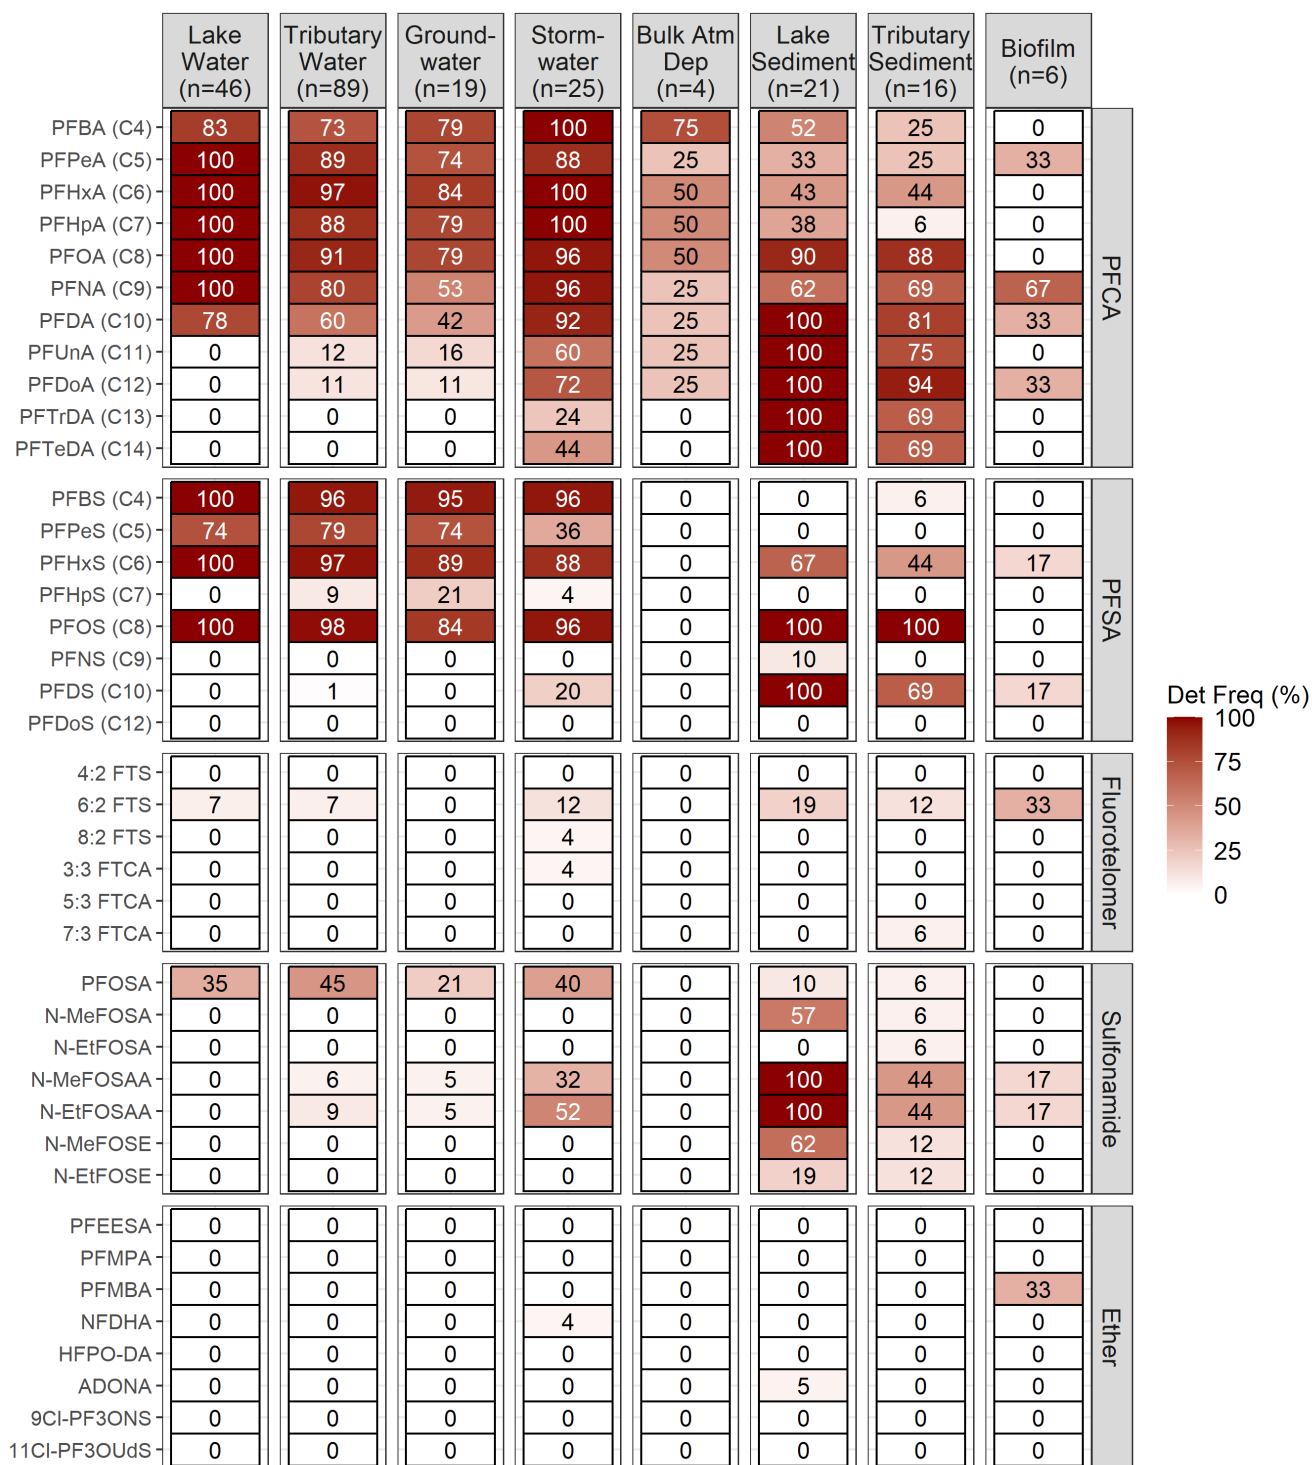 Lake Water (n=46) Tributary Water (n=89) Ground- water (n=19) Storm- water (n=25) Bulk Atm Dep (n=4) Lake Sediment (n=21) Tributary Sediment (n=16) Biofilm (n=6)
PFBA (C4) 83 73 79 100 75 52 25 0
PFPeA (C5) 100 89 74 88 25 33 25 33
PFHxA (C6) 100 97 84 100 50 43 44 0
PFHpA (C7) 100 88 79 100 50 38 6 0
PFOA (C8) 100 91 79 96 50 90 88 0
PFNA (C9) 100 80 53 96 25 62 69 67
PFDA (C10) 78 60 42 92 25 100 81 33
PFUnA (C11) 0 12 16 60 25 100 75 0
PFDoA (C12) 0 11 11 72 25 100 94 33
PFTrDA (C13) 0 0 0 24 0 100 69 0
PFTeDA (C14) 0 0 0 44 0 100 69 0
PFCA
PFBS (C4) 100 96 95 96 0 0 6 0
PFPeS (C5) 74 79 74 36 0 0 0 0
PFHxS (C6) 100 97 89 88 0 67 44 17
PFHpS (C7) 0 9 21 4 0 0 0 0
PFOS (C8) 100 98 84 96 0 100 100 0
PFNS (C9) 0 0 0 0 0 10 0 0
PFDS (C10) 0 1 0 20 0 100 69 17
PFDoS (C12) 0 0 0 0 0 0 0 0
PFSA
4:2 FTS 0 0 0 0 0 0 0 0
6:2 FTS 7 7 0 12 0 19 12 33
8:2 FTS 0 0 0 4 0 0 0 0
3:3 FTCA 0 0 0 4 0 0 0 0
5:3 FTCA 0 0 0 0 0 0 0 0
7:3 FTCA 0 0 0 0 0 0 6 0
Fluorotelomer
PFOSA 35 45 21 40 0 10 6 0
N-MeFOSA 0 0 0 0 0 57 6 0
N-EtFOSA 0 0 0 0 0 0 6 0
N-MeFOSAA 0 6 5 32 0 100 44 17
N-EtFOSAA 0 9 5 52 0 100 44 17
N-MeFOSE 0 0 0 0 0 62 12 0
N-EtFOSE 0 0 0 0 0 19 12 0
Sulfonamide
PFEESA 0 0 0 0 0 0 0 0
PFMPA 0 0 0 0 0 0 0 0
PFMBA 0 0 0 0 0 0 0 33
NFDHA 0 0 0 4 0 0 0 0
HFPO-DA 0 0 0 0 0 0 0 0
ADONA 0 0 0 0 0 5 0 0
9Cl-PF3ONS 0 0 0 0 0 0 0 0
11Cl-PF3OUdS 0 0 0 0 0 0 0 0
Ether
Det Freq (%)
100
75
50
25
0